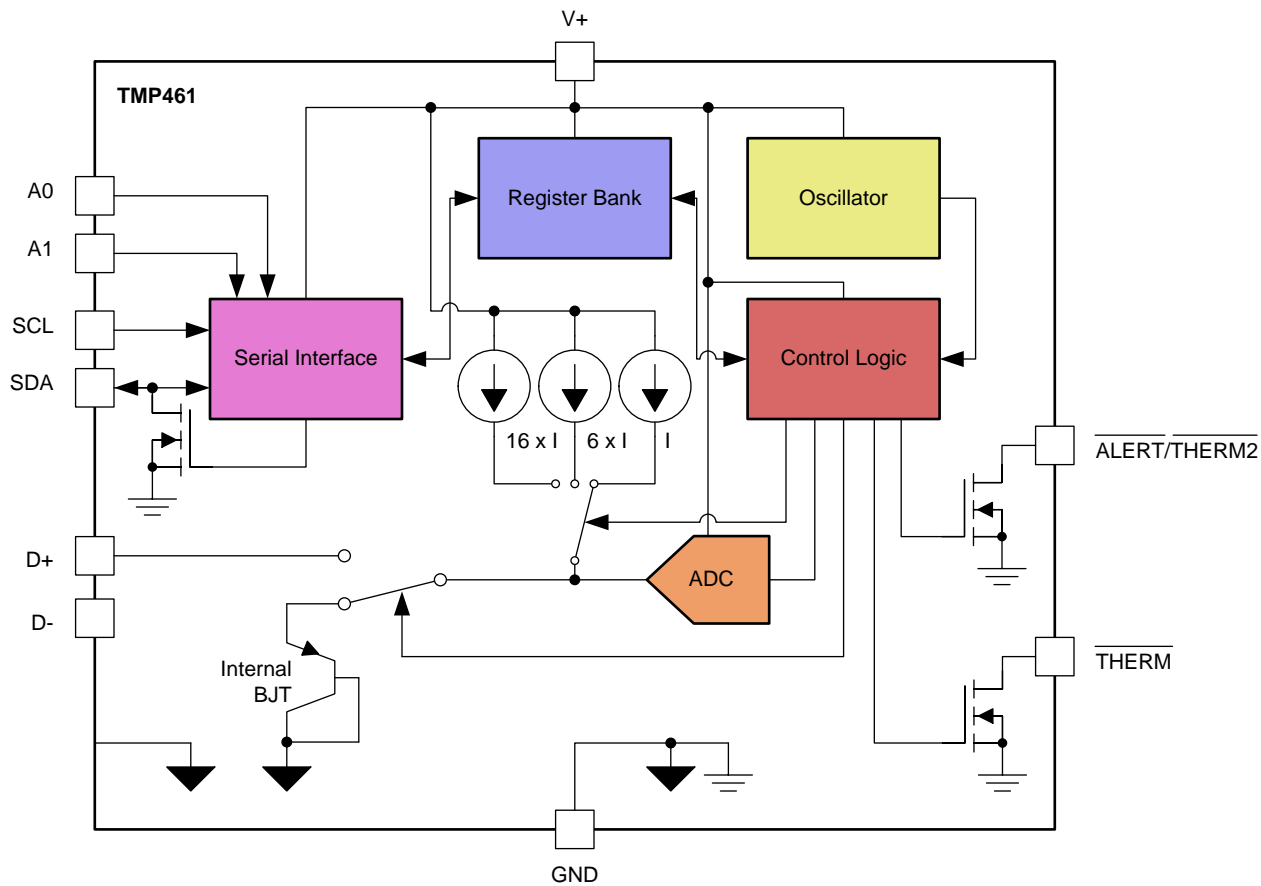 V+
TMP461
A0
Register Bank
Oscillator
A1
SCL
Serial Interface
Control Logic
SDA
16 x I
6 x I
I
ALERT/THERM2
D+
ADC
D-
Internal
BJT
THERM
GND